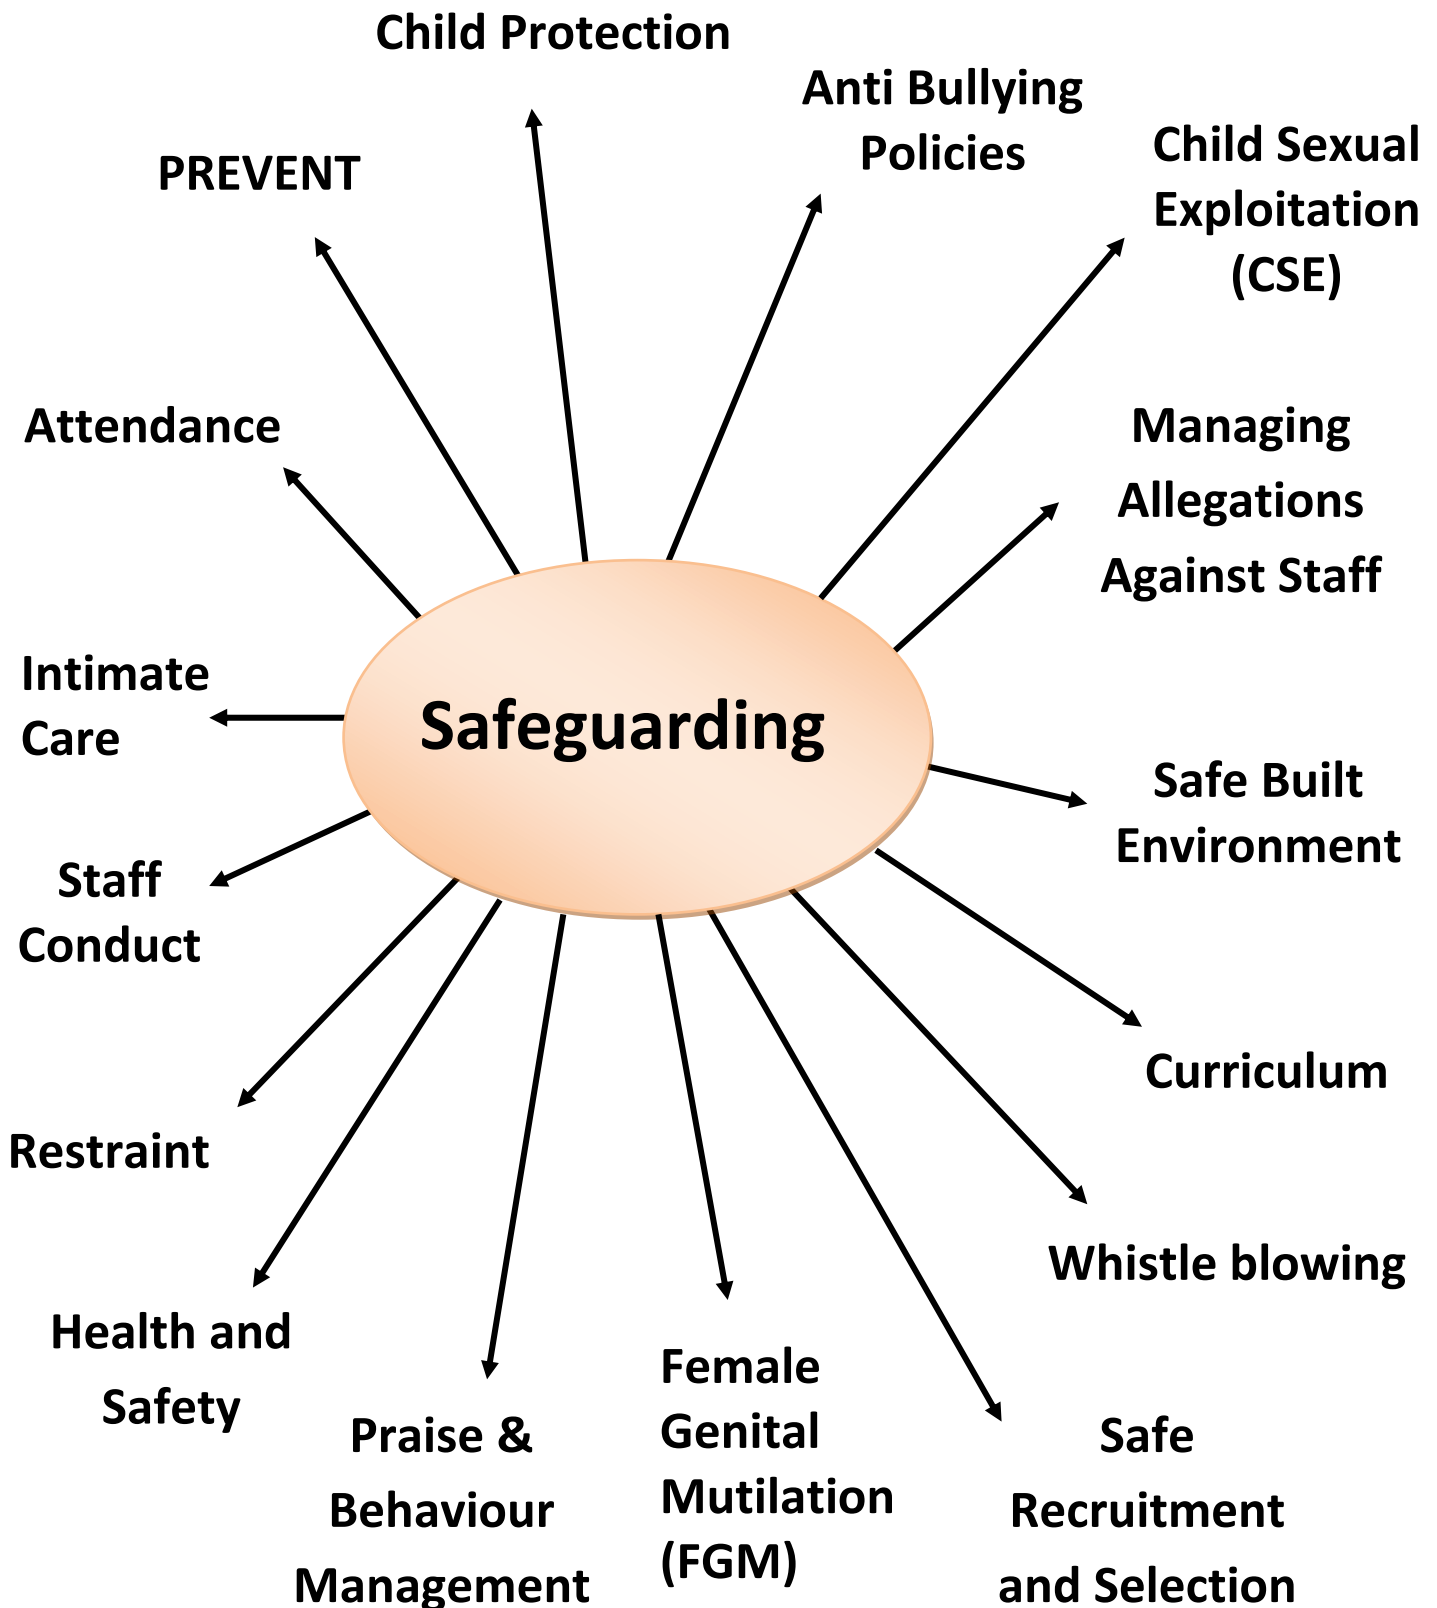 Child Protection
Anti Bullying
Policies
Child Sexual
Exploitation
(CSE)
PREVENT
Attendance
Managing
Allegations
Against Staff
Intimate
Care
Safeguarding
Safe Built
Environment
Staff
Conduct
Curriculum
Restraint
Whistle blowing
Health and
Safety
Praise &
Behaviour
Management
Female
Genital
Mutilation
(FGM)
Safe
Recruitment
and Selection